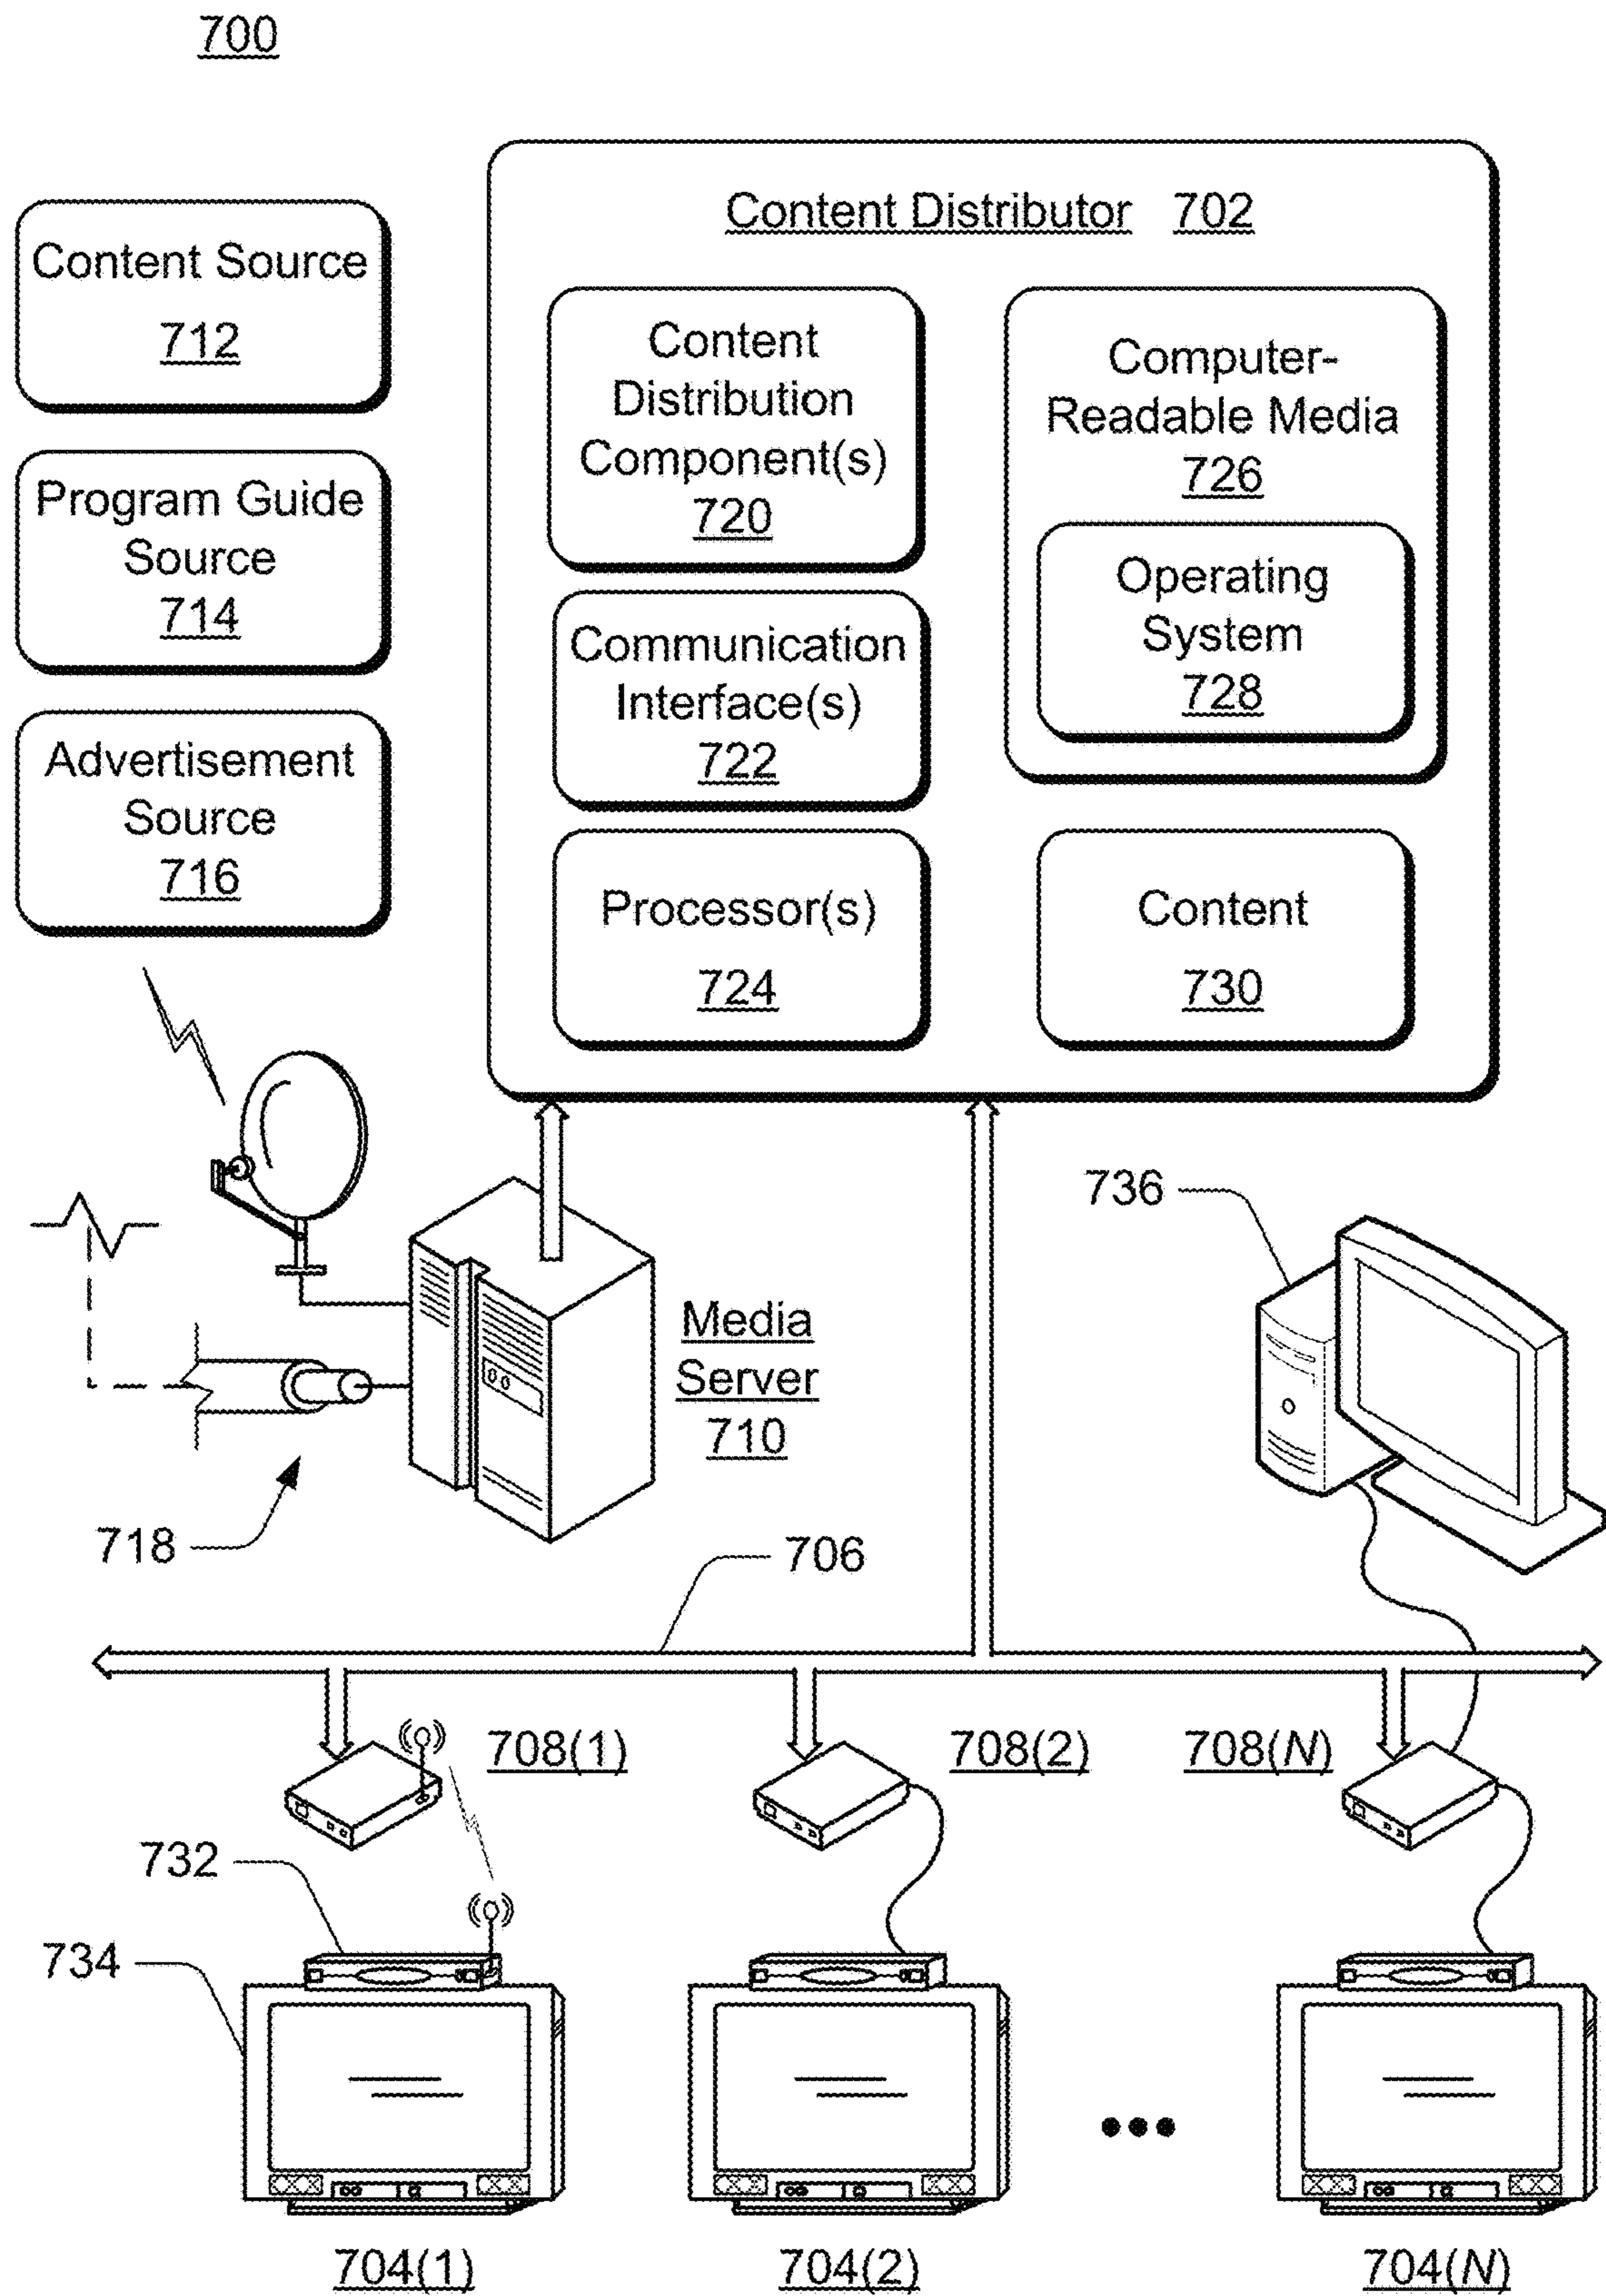 700
Content Source
712
Program Guide
Source
714
Advertisement
Source
716
Content Distributor 702
Content
Distribution
Component(s)
720
Communication
Interface(s)
722
Processor(s)
724
Computer-
Readable Media
726
Operating
System
728
Content
730
736
Media
Server
710
718
706
708(1)
708(2)
708(N)
732
734
704(1)
704(2)
704(N)